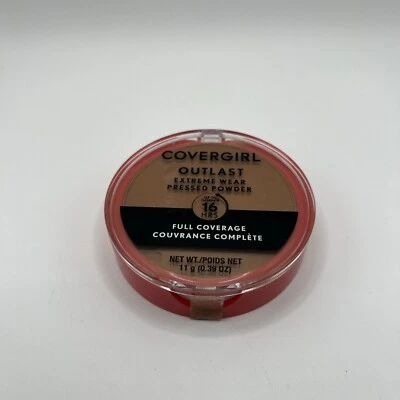 COVERGIRL
OUTLAST
EXTREME WEAR
PRESSED POWDER
16
HRS
FULL COVERAGE
COUVRANCE COMPLÈTE
NET WT./POIDS NET
11 g (0.39 OZ)